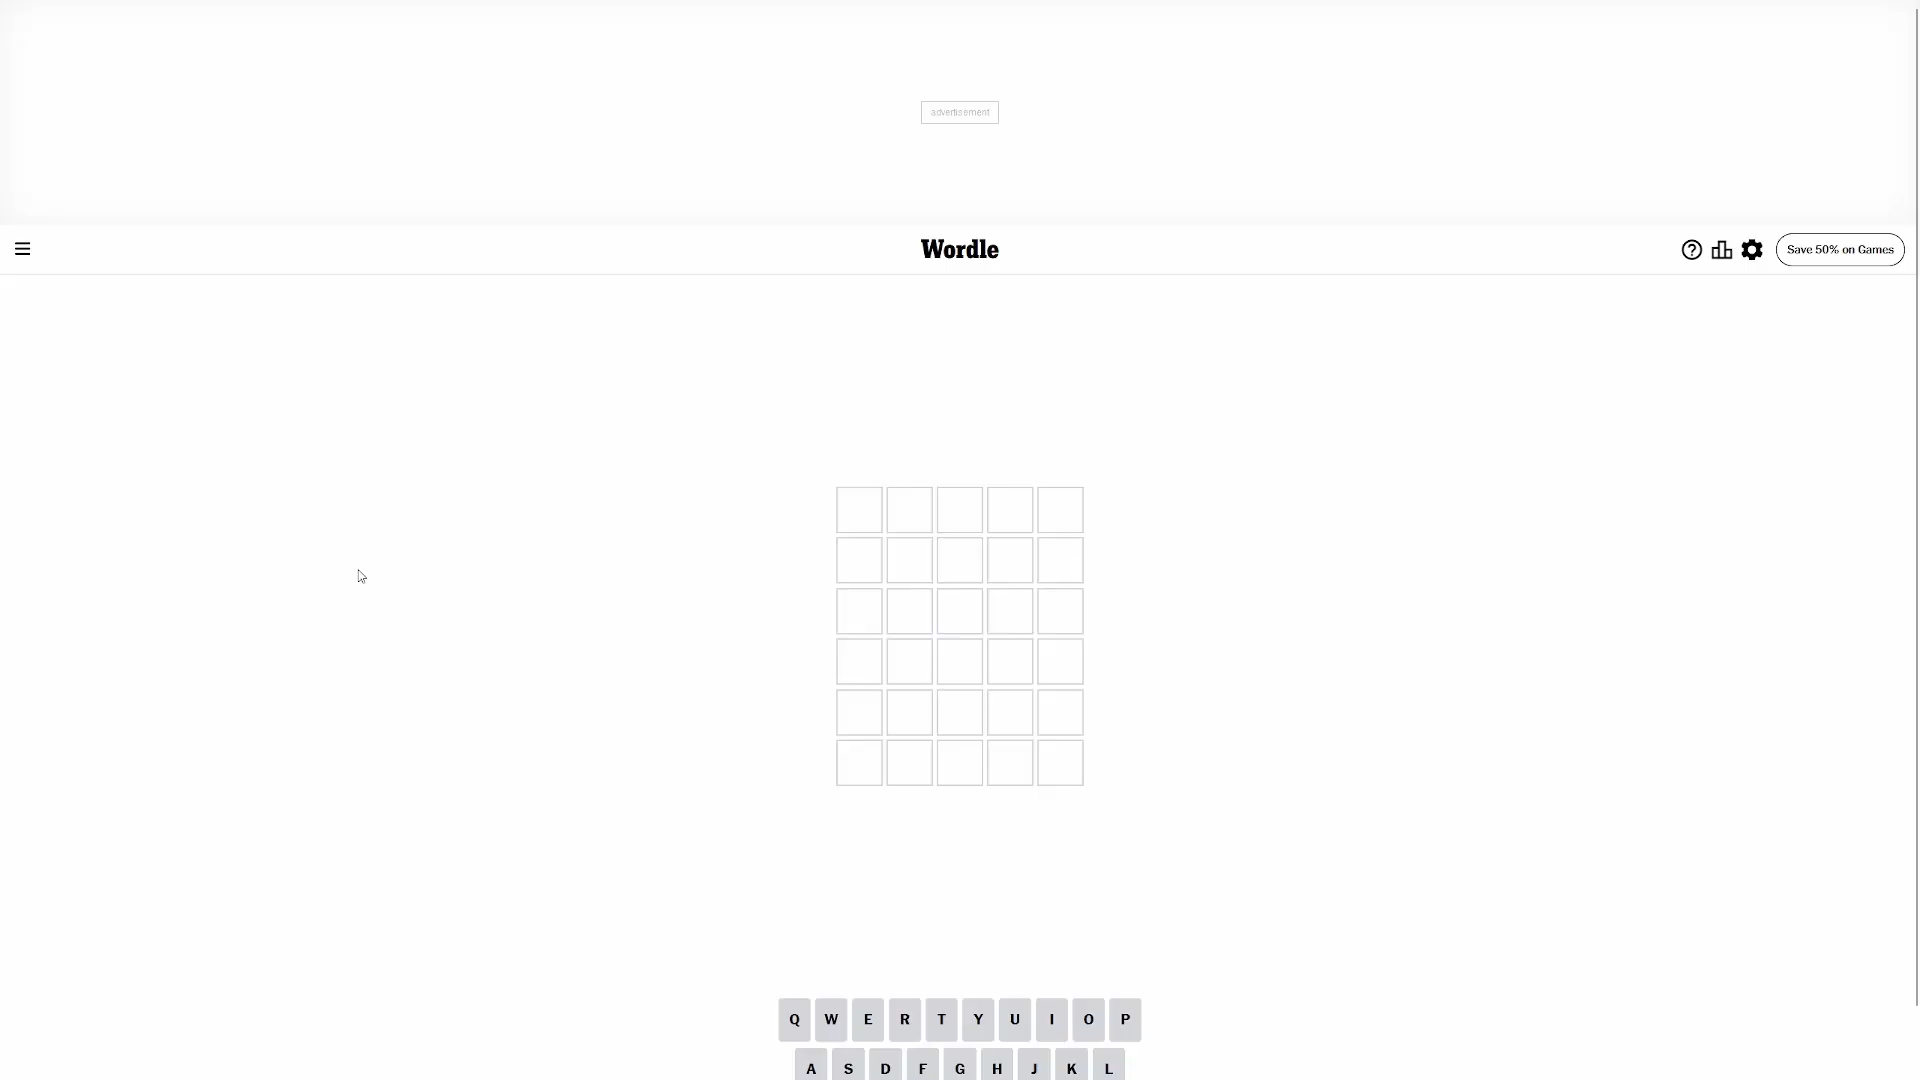 advertisement
Wordle
Save 50% on Games
Q W E R T Y U I O P
A S D F G H J K L